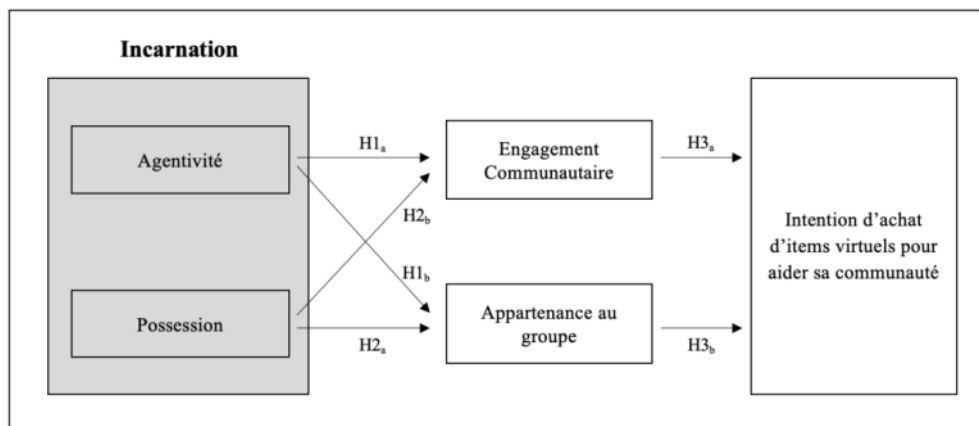 Incarnation
Agentivité
Possession
H1a
H2b
H1b
H2a
Engagement
Communautaire
Appartenance au
groupe
H3a
H3b
Intention d'achat
d'items virtuels pour
aider sa communauté